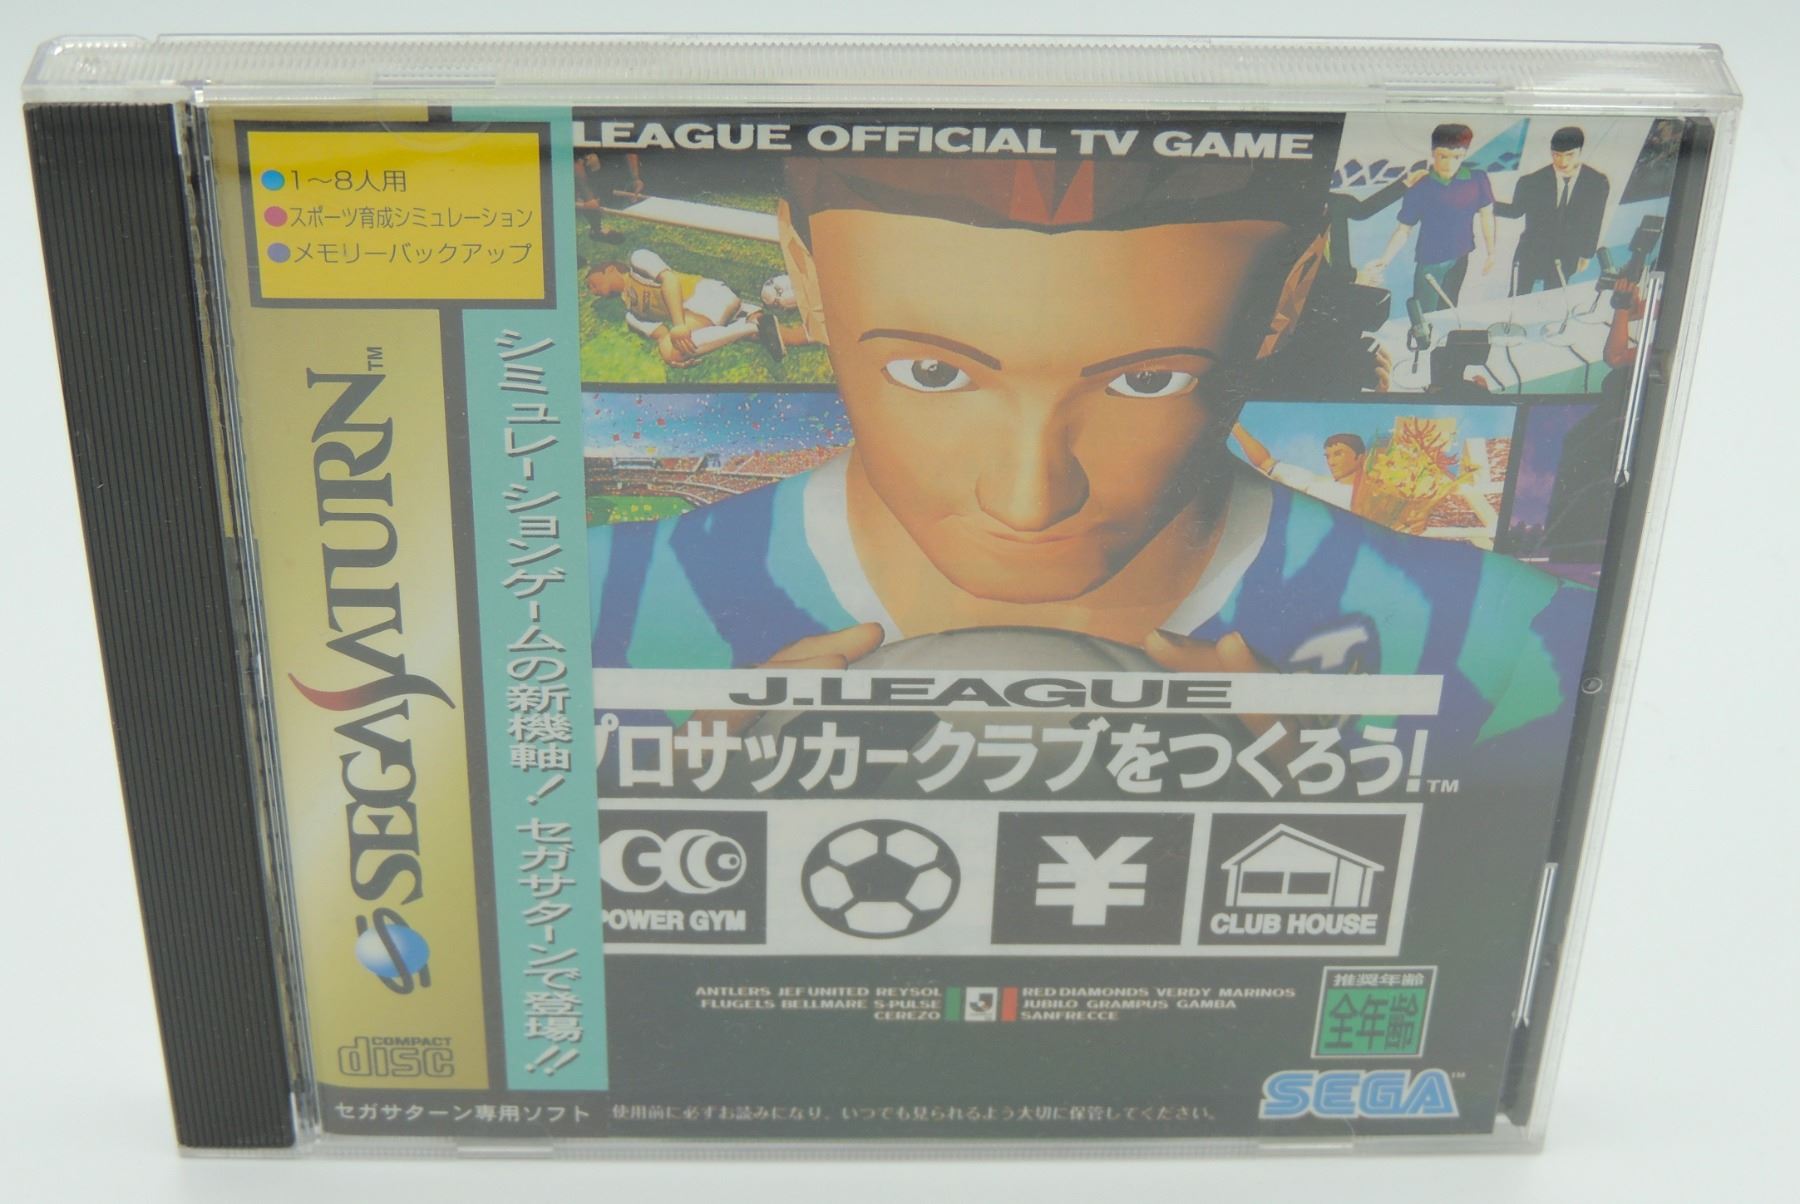 LEAGUE OFFICIAL TV GAME
●1～8人用
●スポーツ育成シミュレーション
●メモリーバックアップ
SEGA SATURN™
シミュレーションゲームの新機軸！セガサターンで登場!!
J.LEAGUE
プロサッカークラブをつくろう!™
POWER GYM
¥
CLUB HOUSE
ANTLERS JEF UNITED REYSOL
FLUGELS BELLMARE S-PULSE
CEREZO
RED DIAMONDS VERDY MARINOS
JUBILO GRAMPUS GAMBA
SANFRECCE
推奨年齢
全年齢
COMPACT
disc
SEGA™
セガサターン専用ソフト
使用前に必ずお読みになり、いつでも見られるよう大切に保管してください。